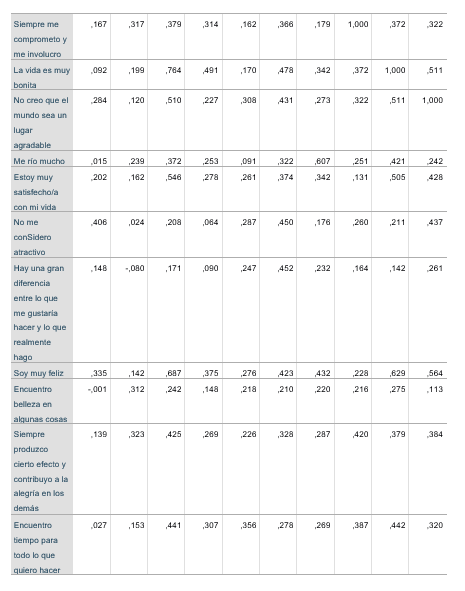 Siempre me ,167 ,317 ,379 ,314 ,162 ,366 ,179 1,000 ,372 ,322
comprometo y
me involucro
La vida es muy ,092 ,199 ,764 ,491 ,170 ,478 ,342 ,372 1,000 ,511
bonita
No creo que el ,284 ,120 ,510 ,227 ,308 ,431 ,273 ,322 ,511 1,000
mundo sea un
lugar
agradable
Me río mucho ,015 ,239 ,372 ,253 ,091 ,322 ,607 ,251 ,421 ,242
Estoy muy ,202 ,162 ,546 ,278 ,261 ,374 ,342 ,131 ,505 ,428
satisfecho/a
con mi vida
No me ,406 ,024 ,208 ,064 ,287 ,450 ,176 ,260 ,211 ,437
conSidero
atractivo
Hay una gran ,148 -,080 ,171 ,090 ,247 ,452 ,232 ,164 ,142 ,261
diferencia
entre lo que
me gustaría
hacer y lo que
realmente
hago
Soy muy feliz ,335 ,142 ,687 ,375 ,276 ,423 ,432 ,228 ,629 ,564
Encuentro -,001 ,312 ,242 ,148 ,218 ,210 ,220 ,216 ,275 ,113
belleza en
algunas cosas
Siempre ,139 ,323 ,425 ,269 ,226 ,328 ,287 ,420 ,379 ,384
produzco
cierto efecto y
contribuyo a la
alegría en los
demás
Encuentro ,027 ,153 ,441 ,307 ,356 ,278 ,269 ,387 ,442 ,320
tiempo para
todo lo que
quiero hacer